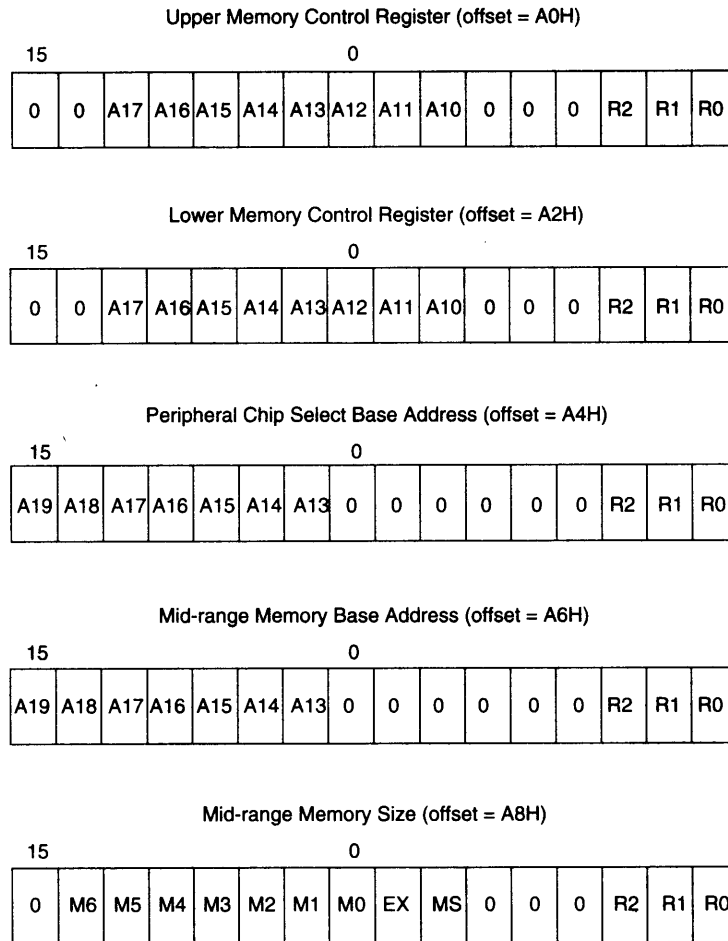 Upper Memory Control Register (offset = A0H)
15 0
0 0 A17 A16 A15 A14 A13 A12 A11 A10 0 0 0 R2 R1 R0
Lower Memory Control Register (offset = A2H)
15 0
0 0 A17 A16 A15 A14 A13 A12 A11 A10 0 0 0 R2 R1 R0
Peripheral Chip Select Base Address (offset = A4H)
15 0
A19 A18 A17 A16 A15 A14 A13 0 0 0 0 0 0 R2 R1 R0
Mid-range Memory Base Address (offset = A6H)
15 0
A19 A18 A17 A16 A15 A14 A13 0 0 0 0 0 0 R2 R1 R0
Mid-range Memory Size (offset = A8H)
15 0
0 M6 M5 M4 M3 M2 M1 M0 EX MS 0 0 0 R2 R1 R0